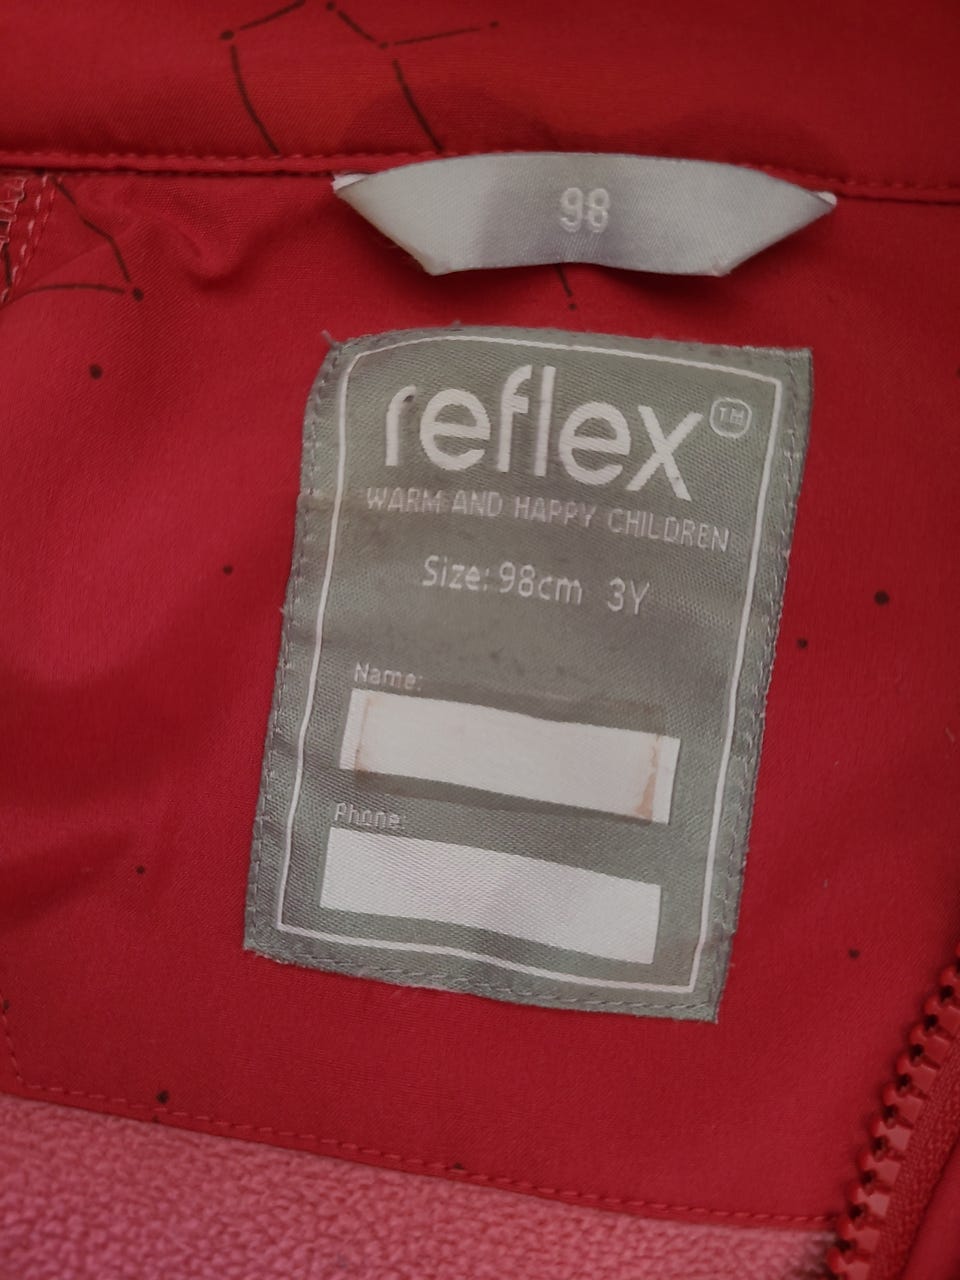 98
reflex™
WARM AND HAPPY CHILDREN
Size: 98cm 3Y
Name:
Phone: